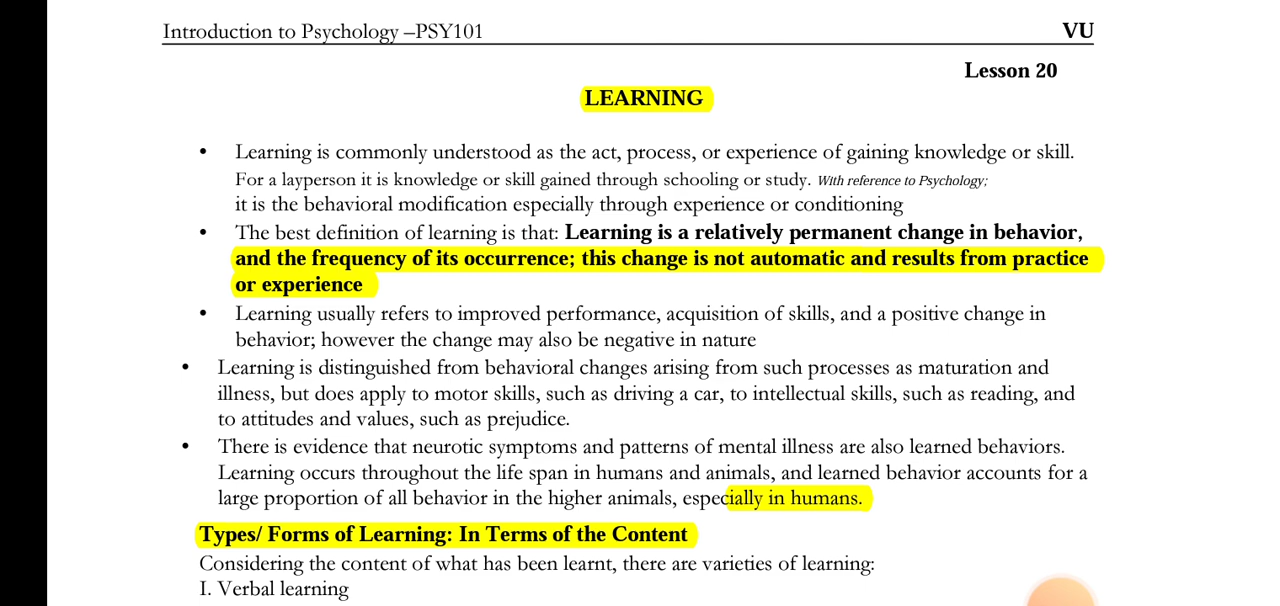 Introduction to Psychology –PSY101 VU
Lesson 20
LEARNING
• Learning is commonly understood as the act, process, or experience of gaining knowledge or skill.
For a layperson it is knowledge or skill gained through schooling or study. With reference to Psychology;
it is the behavioral modification especially through experience or conditioning
• The best definition of learning is that: Learning is a relatively permanent change in behavior,
and the frequency of its occurrence; this change is not automatic and results from practice
or experience
• Learning usually refers to improved performance, acquisition of skills, and a positive change in
behavior; however the change may also be negative in nature
• Learning is distinguished from behavioral changes arising from such processes as maturation and
illness, but does apply to motor skills, such as driving a car, to intellectual skills, such as reading, and
to attitudes and values, such as prejudice.
• There is evidence that neurotic symptoms and patterns of mental illness are also learned behaviors.
Learning occurs throughout the life span in humans and animals, and learned behavior accounts for a
large proportion of all behavior in the higher animals, especially in humans.
Types/ Forms of Learning: In Terms of the Content
Considering the content of what has been learnt, there are varieties of learning:
I. Verbal learning